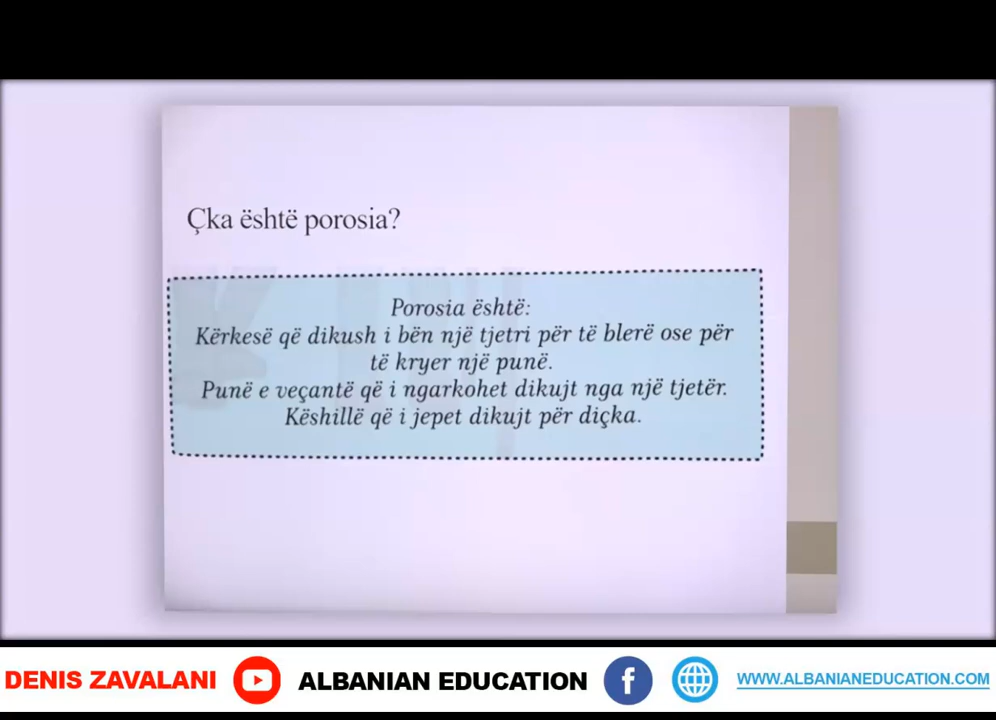 Çka është porosia?
Porosia është:
Kërkesë që dikush i bën një tjetri për të blerë ose për
të kryer një punë.
Punë e veçantë që i ngarkohet dikujt nga një tjetër.
Këshillë që i jepet dikujt për diçka.
DENIS ZAVALANI ALBANIAN EDUCATION f WWW.ALBANIANEDUCATION.COM